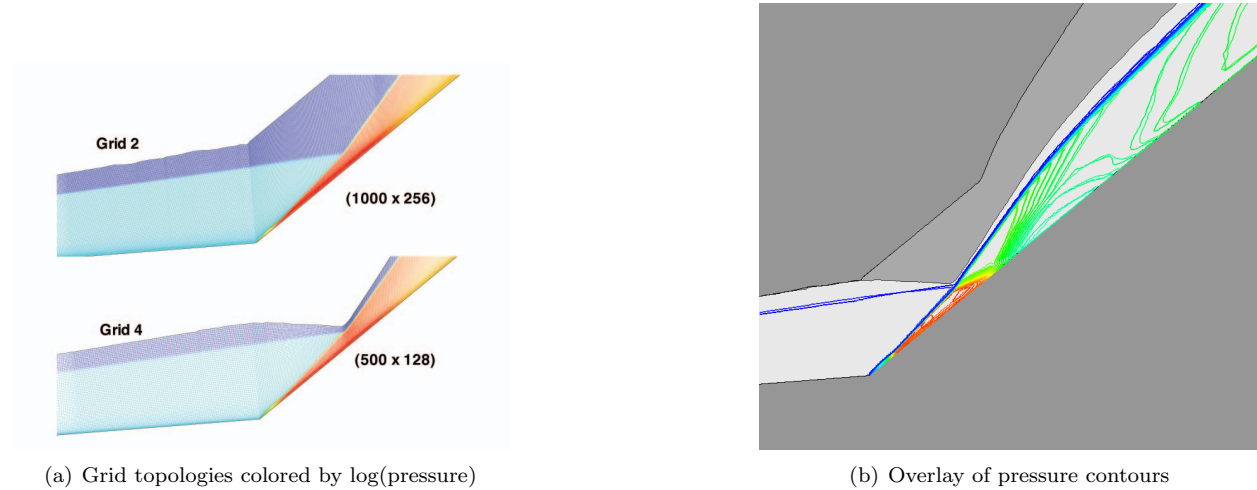 Grid 2
(1000 x 256)
Grid 4
(500 x 128)
(a) Grid topologies colored by log(pressure)
(b) Overlay of pressure contours